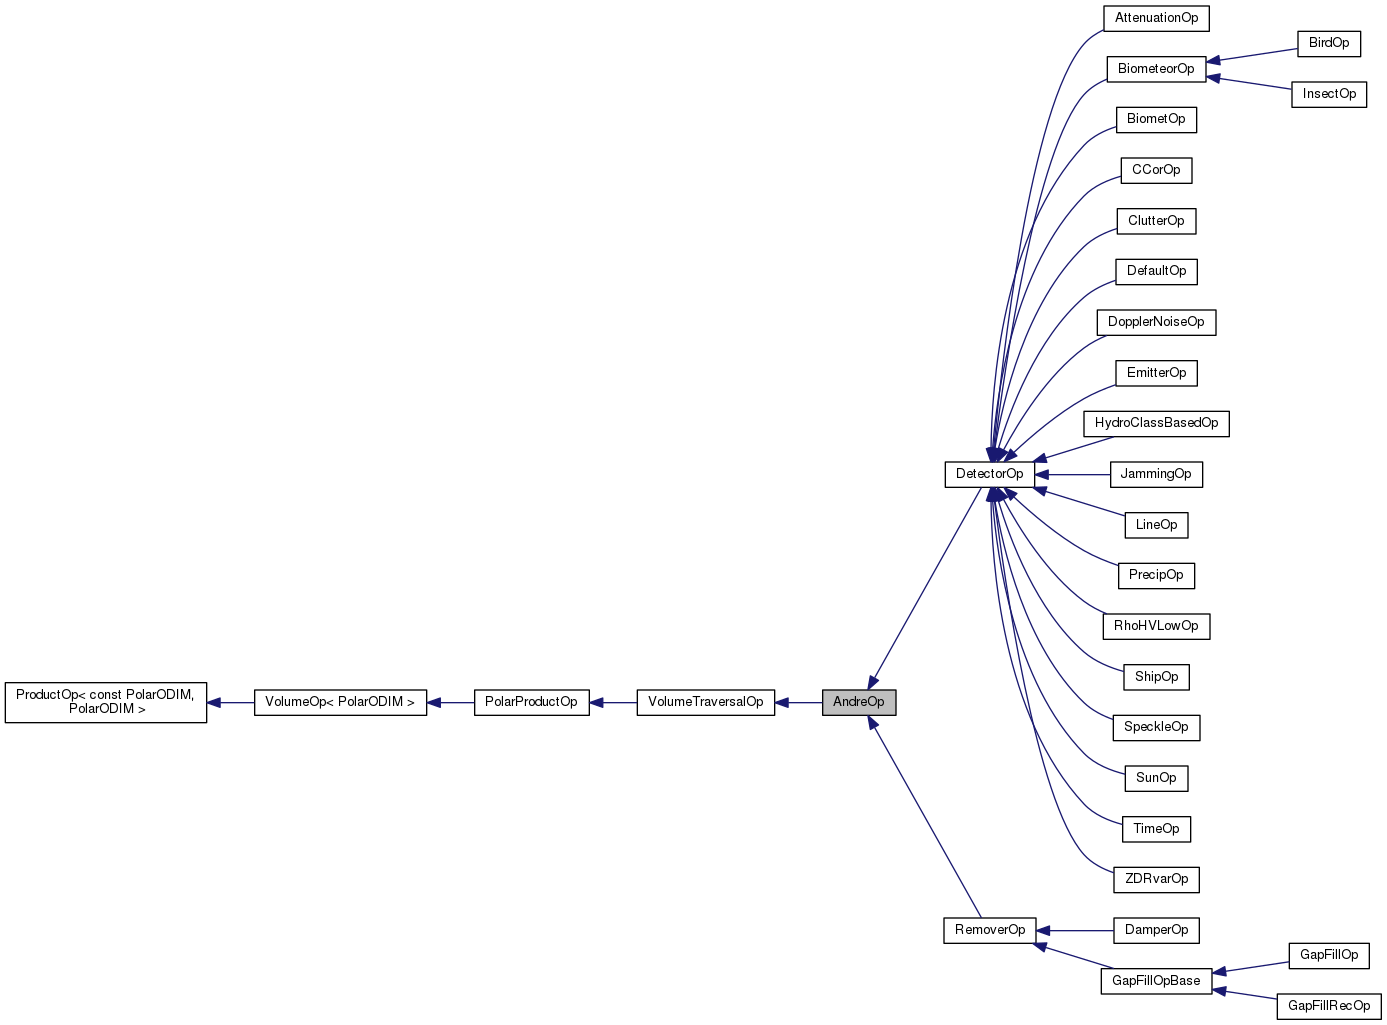 AttenuationOp
BiometeorOp
BirdOp
InsectOp
BiometOp
CCorOp
ClutterOp
DefaultOp
DopplerNoiseOp
EmitterOp
HydroClassBasedOp
DetectorOp
JammingOp
LineOp
PrecipOp
RhoHVLowOp
ShipOp
ProductOp< const PolarODIM,
PolarODIM >
VolumeOp< PolarODIM >
PolarProductOp
VolumeTraversalOp
AndreOp
SpeckleOp
SunOp
TimeOp
ZDRvarOp
RemoverOp
DamperOp
GapFillOpBase
GapFillOp
GapFillRecOp